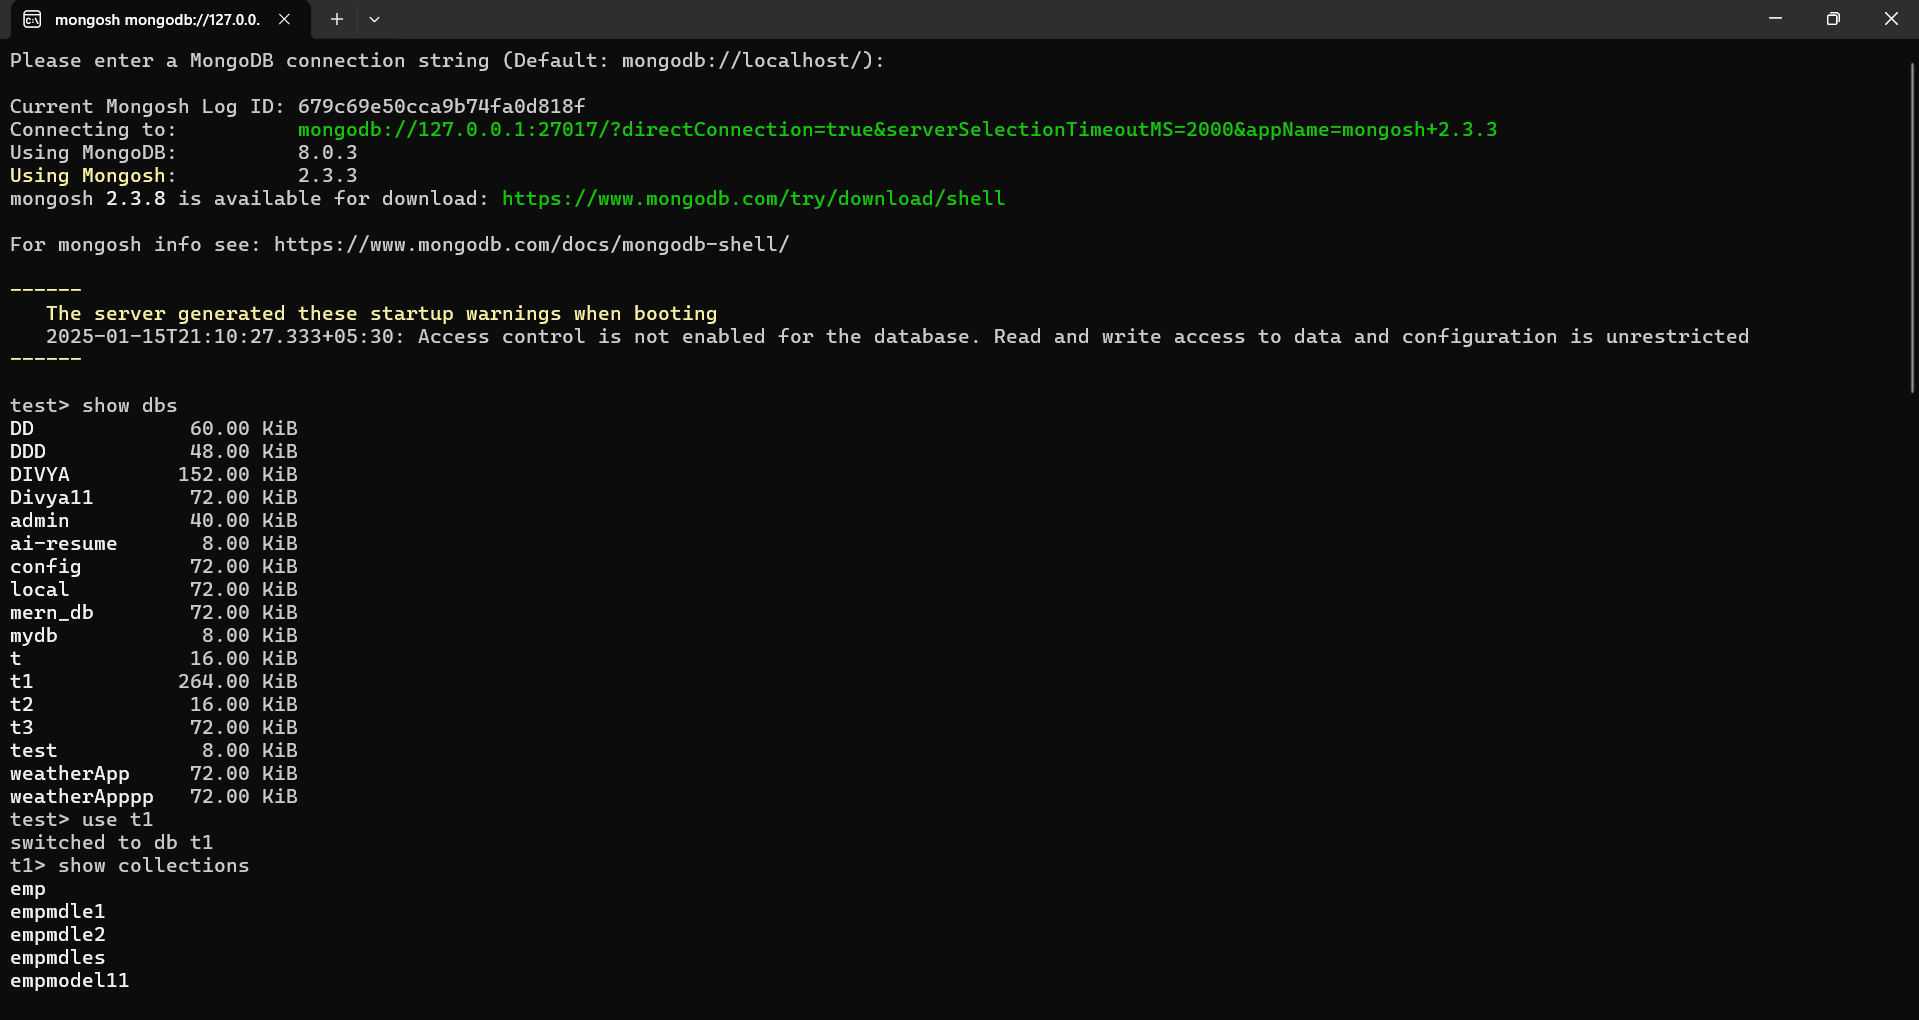 mongosh mongodb://127.0.0.
Please enter a MongoDB connection string (Default: mongodb://localhost/):
Current Mongosh Log ID: 679c69e50cca9b74fa0d818f
Connecting to:          mongodb://127.0.0.1:27017/?directConnection=true&serverSelectionTimeoutMS=2000&appName=mongosh+2.3.3
Using MongoDB:          8.0.3
Using Mongosh:          2.3.3
mongosh 2.3.8 is available for download: https://www.mongodb.com/try/download/shell
For mongosh info see: https://www.mongodb.com/docs/mongodb-shell/
------
   The server generated these startup warnings when booting
   2025-01-15T21:10:27.333+05:30: Access control is not enabled for the database. Read and write access to data and configuration is unrestricted
------
test> show dbs
DD             60.00 KiB
DDD            48.00 KiB
DIVYA         152.00 KiB
Divya11        72.00 KiB
admin          40.00 KiB
ai-resume       8.00 KiB
config         72.00 KiB
local          72.00 KiB
mern_db        72.00 KiB
mydb            8.00 KiB
t              16.00 KiB
t1            264.00 KiB
t2             16.00 KiB
t3             72.00 KiB
test            8.00 KiB
weatherApp     72.00 KiB
weatherApppp   72.00 KiB
test> use t1
switched to db t1
t1> show collections
emp
empmdle1
empmdle2
empmdles
empmodel11